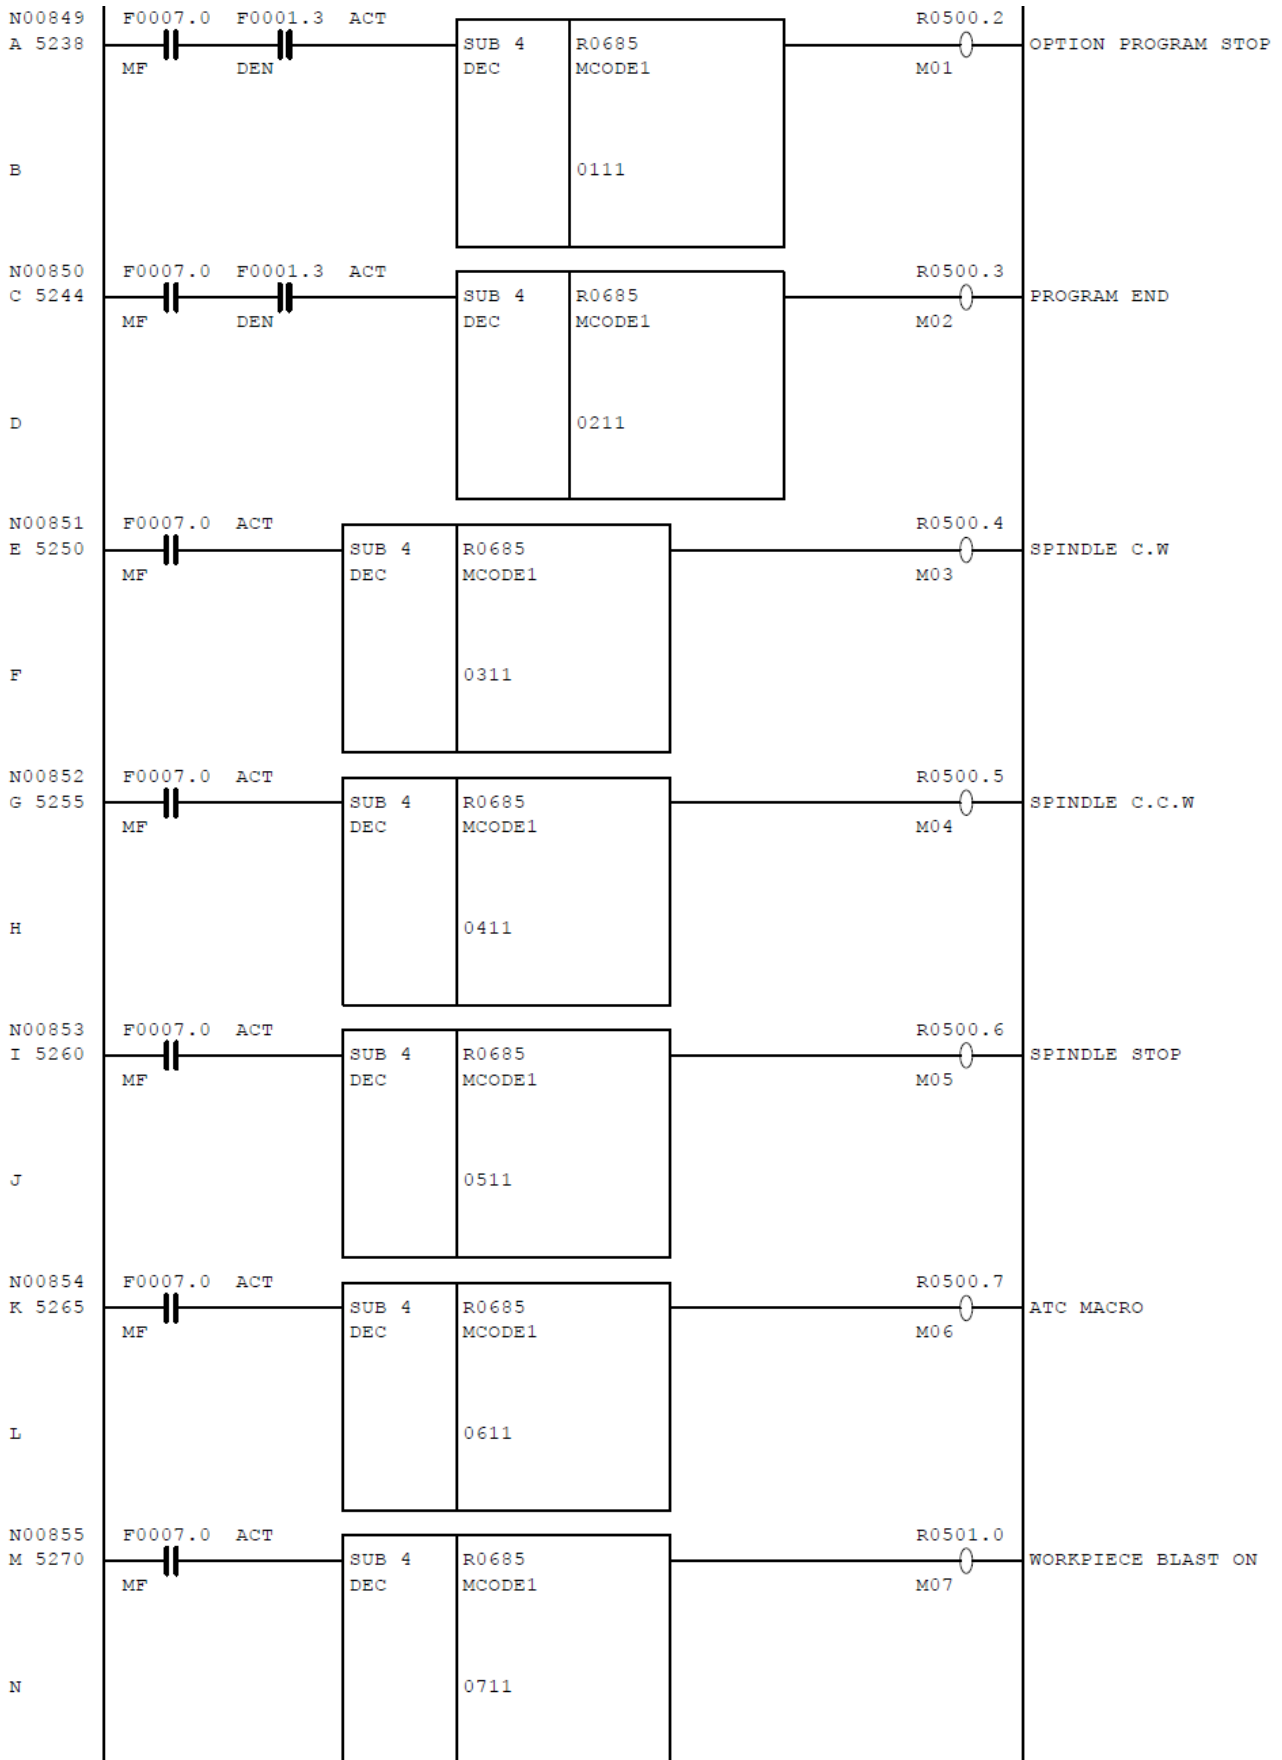 N00849 F0007.0 F0001.3 ACT R0500.2
A 5238 SUB 4 R0685 OPTION PROGRAM STOP
MF DEN DEC MCODE1 M01
B 0111
N00850 F0007.0 F0001.3 ACT R0500.3
C 5244 SUB 4 R0685 PROGRAM END
MF DEN DEC MCODE1 M02
D 0211
N00851 F0007.0 ACT R0500.4
E 5250 SUB 4 R0685 SPINDLE C.W
MF DEC MCODE1 M03
F 0311
N00852 F0007.0 ACT R0500.5
G 5255 SUB 4 R0685 SPINDLE C.C.W
MF DEC MCODE1 M04
H 0411
N00853 F0007.0 ACT R0500.6
I 5260 SUB 4 R0685 SPINDLE STOP
MF DEC MCODE1 M05
J 0511
N00854 F0007.0 ACT R0500.7
K 5265 SUB 4 R0685 ATC MACRO
MF DEC MCODE1 M06
L 0611
N00855 F0007.0 ACT R0501.0
M 5270 SUB 4 R0685 WORKPIECE BLAST ON
MF DEC MCODE1 M07
N 0711